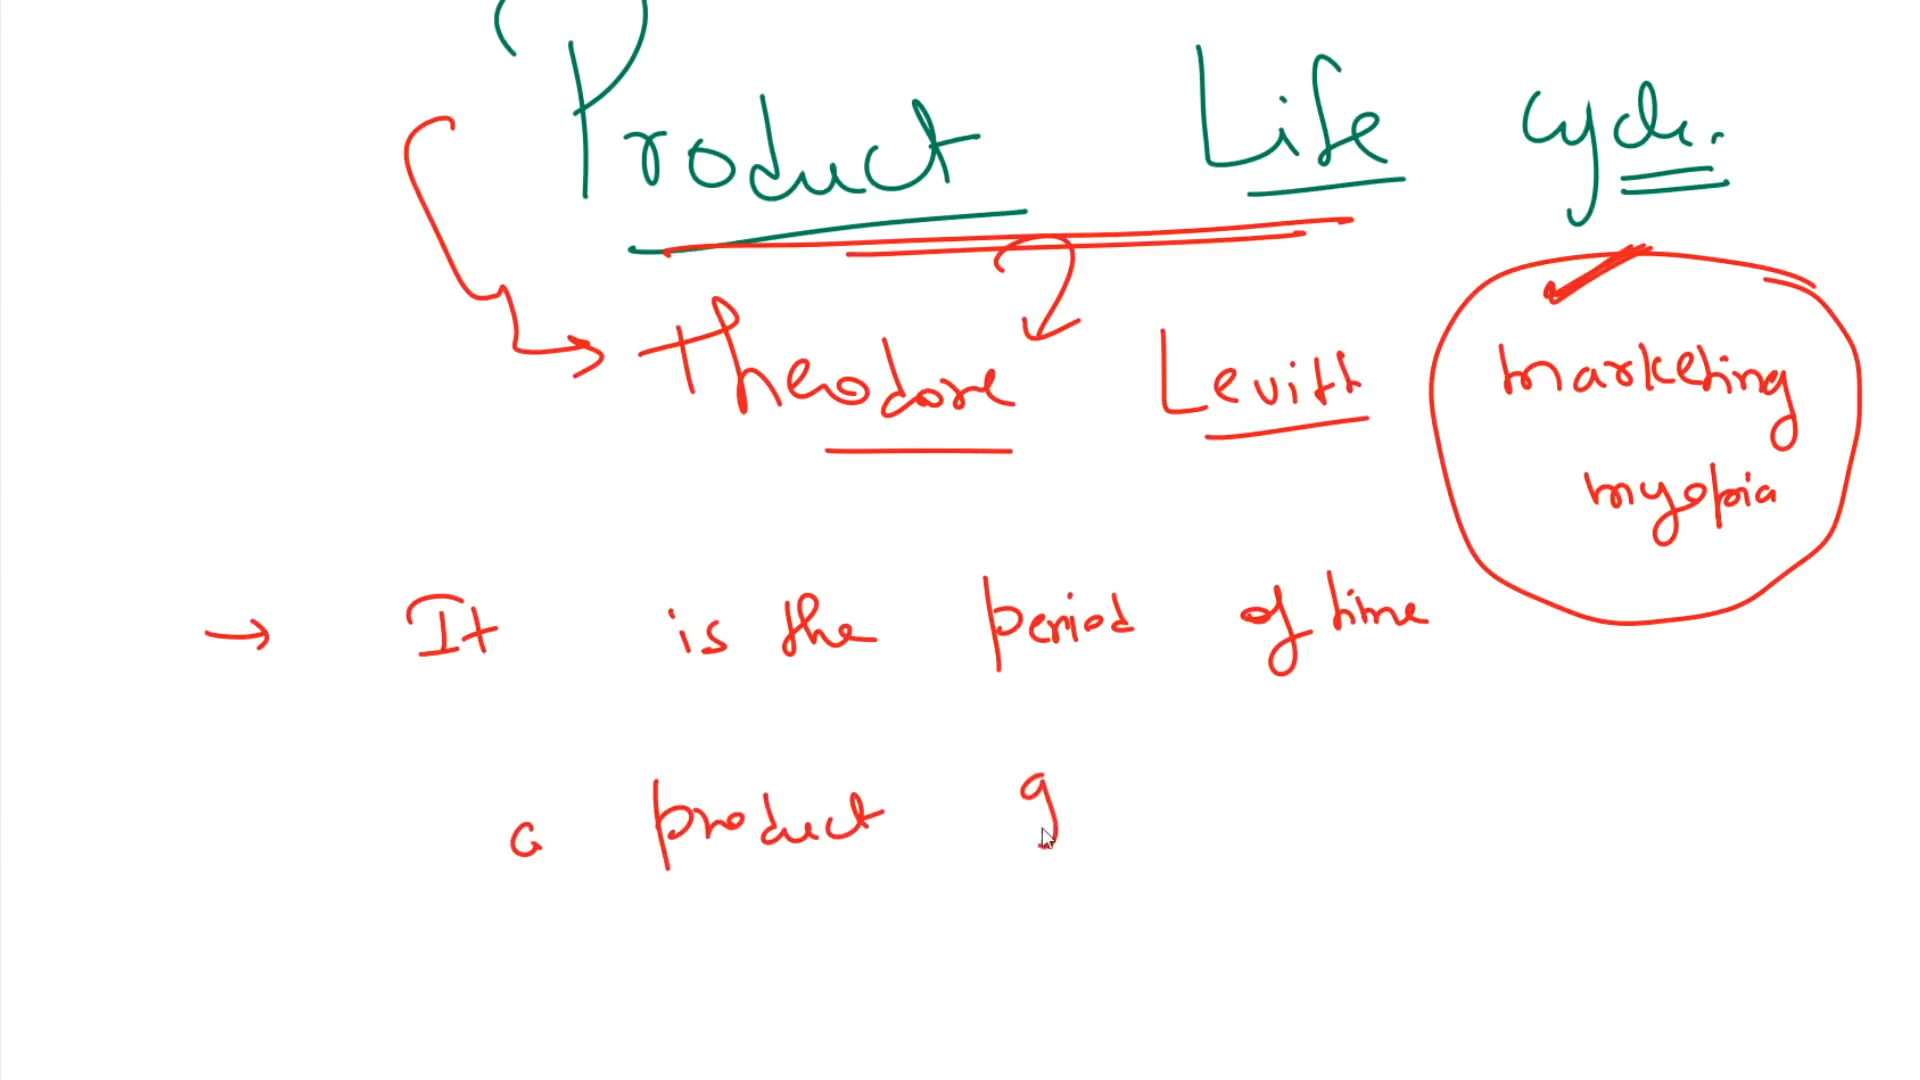 Product Life cycle.
Theodore Levitt
marketing
myopia
→ It is the period of time
a product g